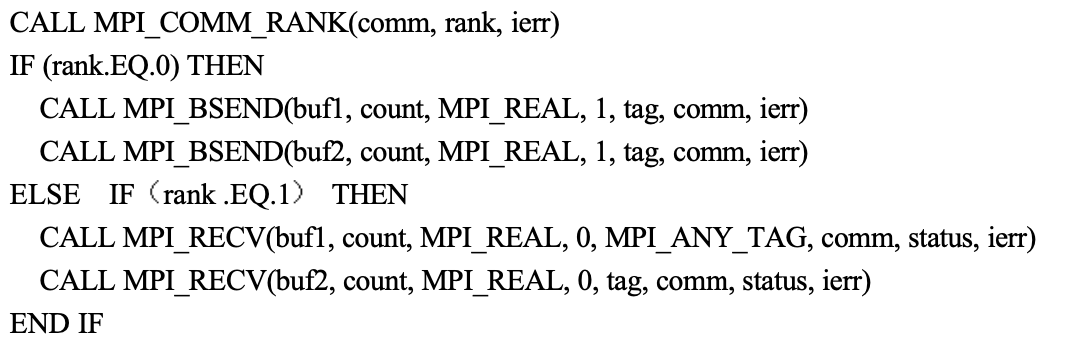 CALL MPI_COMM_RANK(comm, rank, ierr)
IF (rank.EQ.0) THEN
CALL MPI_BSEND(buf1, count, MPI_REAL, 1, tag, comm, ierr)
CALL MPI_BSEND(buf2, count, MPI_REAL, 1, tag, comm, ierr)
ELSE IF（rank .EQ.1） THEN
CALL MPI_RECV(buf1, count, MPI_REAL, 0, MPI_ANY_TAG, comm, status, ierr)
CALL MPI_RECV(buf2, count, MPI_REAL, 0, tag, comm, status, ierr)
END IF